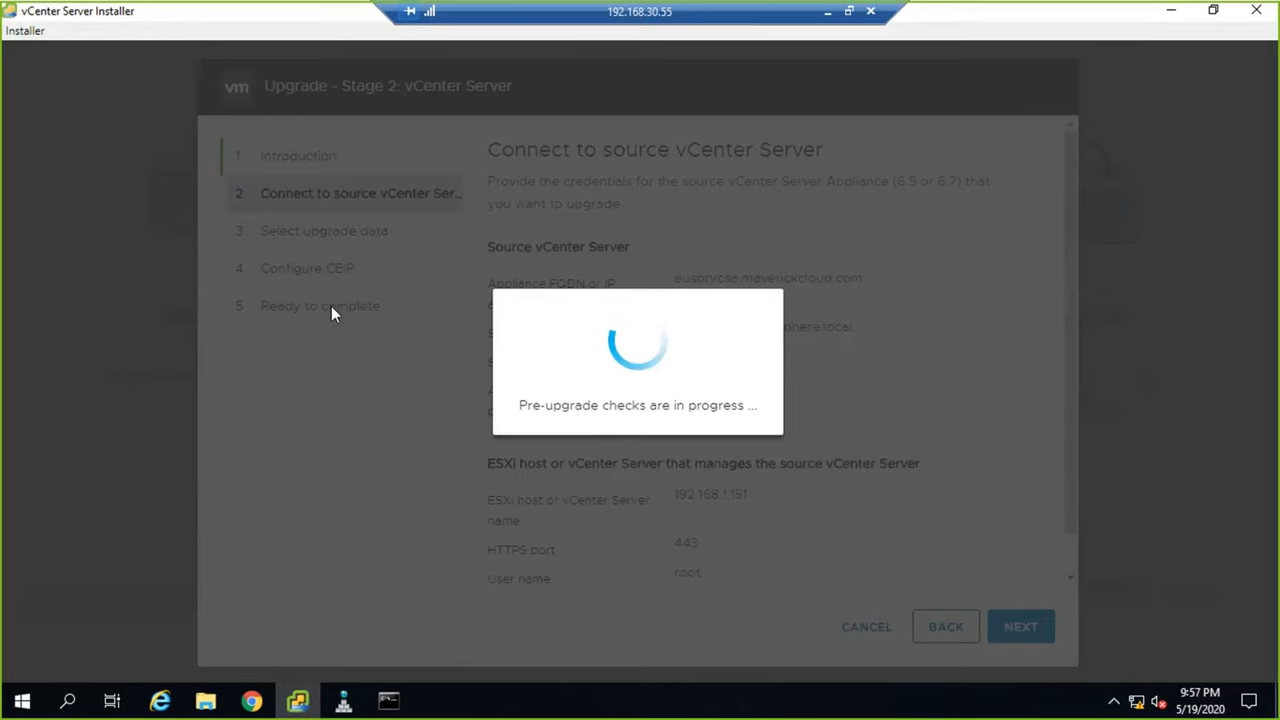 vCenter Server Installer
192.168.30.55
Installer
vm
Upgrade - Stage 2: vCenter Server
1 Introduction
2 Connect to source vCenter Ser...
3 Select upgrade data
4 Configure CEIP
5 Ready to complete
Connect to source vCenter Server
Provide the credentials for the source vCenter Server Appliance (6.5 or 6.7) that
you want to upgrade.
Source vCenter Server
Appliance FQDN or IP
Pre-upgrade checks are in progress ...
ESXi host or vCenter Server that manages the source vCenter Server
ESXi host or vCenter Server
name
192.168.1.151
HTTPS port
443
User name
root
CANCEL
BACK
NEXT
9:57 PM
5/19/2020